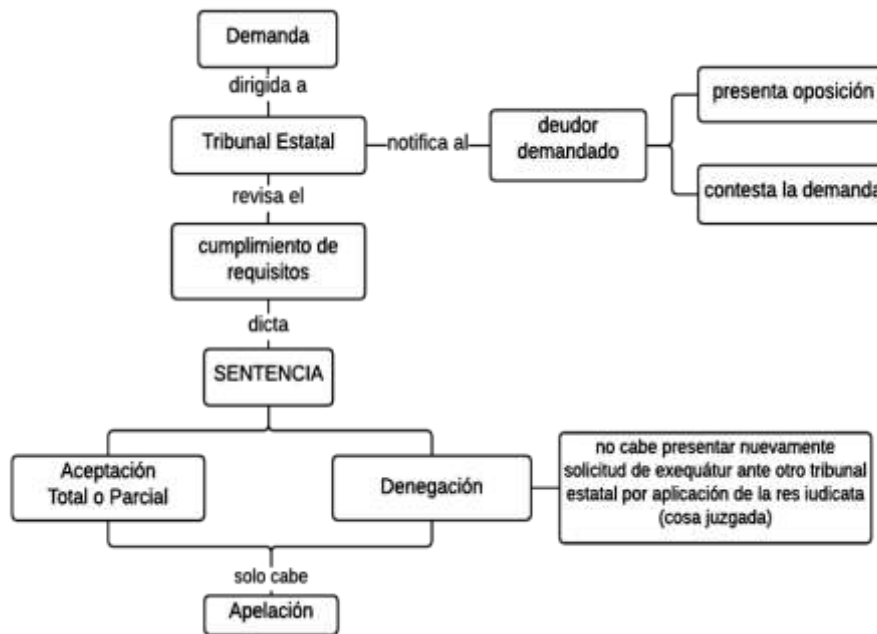 Demanda
dirigida a
Tribunal Estatal
notifica al
deudor
demandado
presenta oposición
contesta la demanda
revisa el
cumplimiento de
requisitos
dicta
SENTENCIA
Aceptación
Total o Parcial
Denegación
no cabe presentar nuevamente
solicitud de exequátur ante otro tribunal
estatal por aplicación de la res iudicata
(cosa juzgada)
solo cabe
Apelación